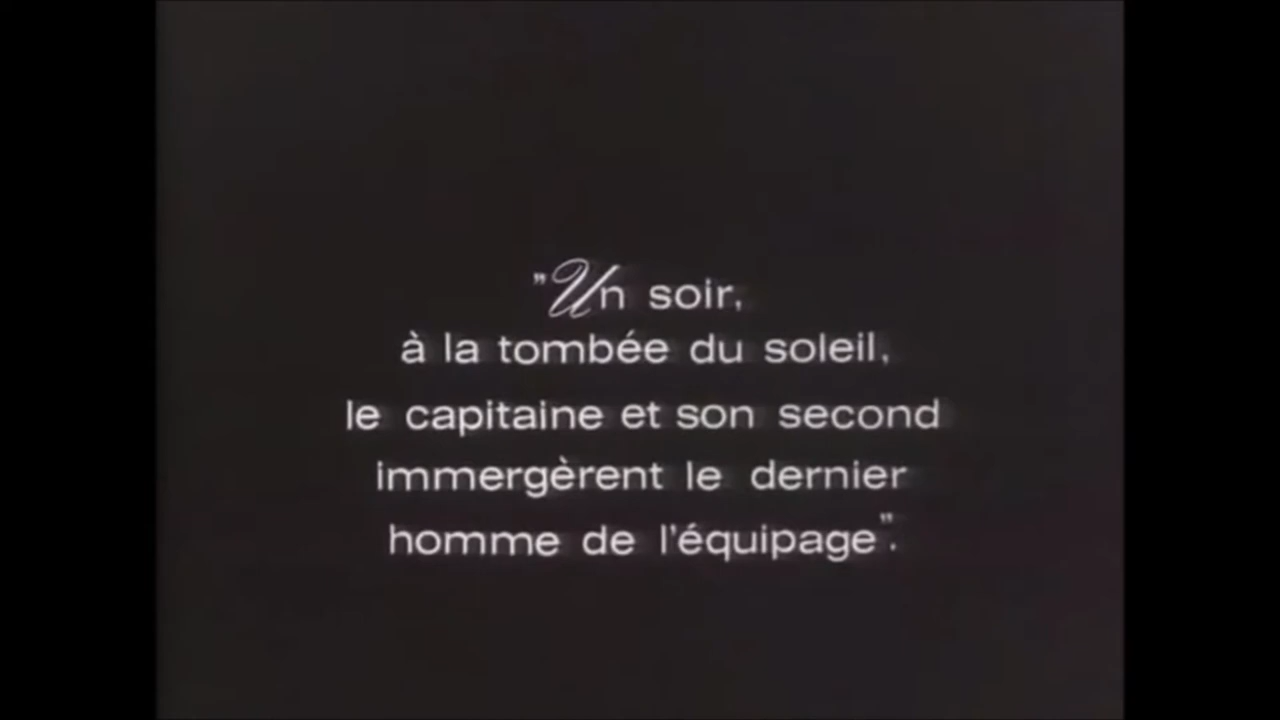 "Un soir,
à la tombée du soleil,
le capitaine et son second
immergèrent le dernier
homme de l'équipage".